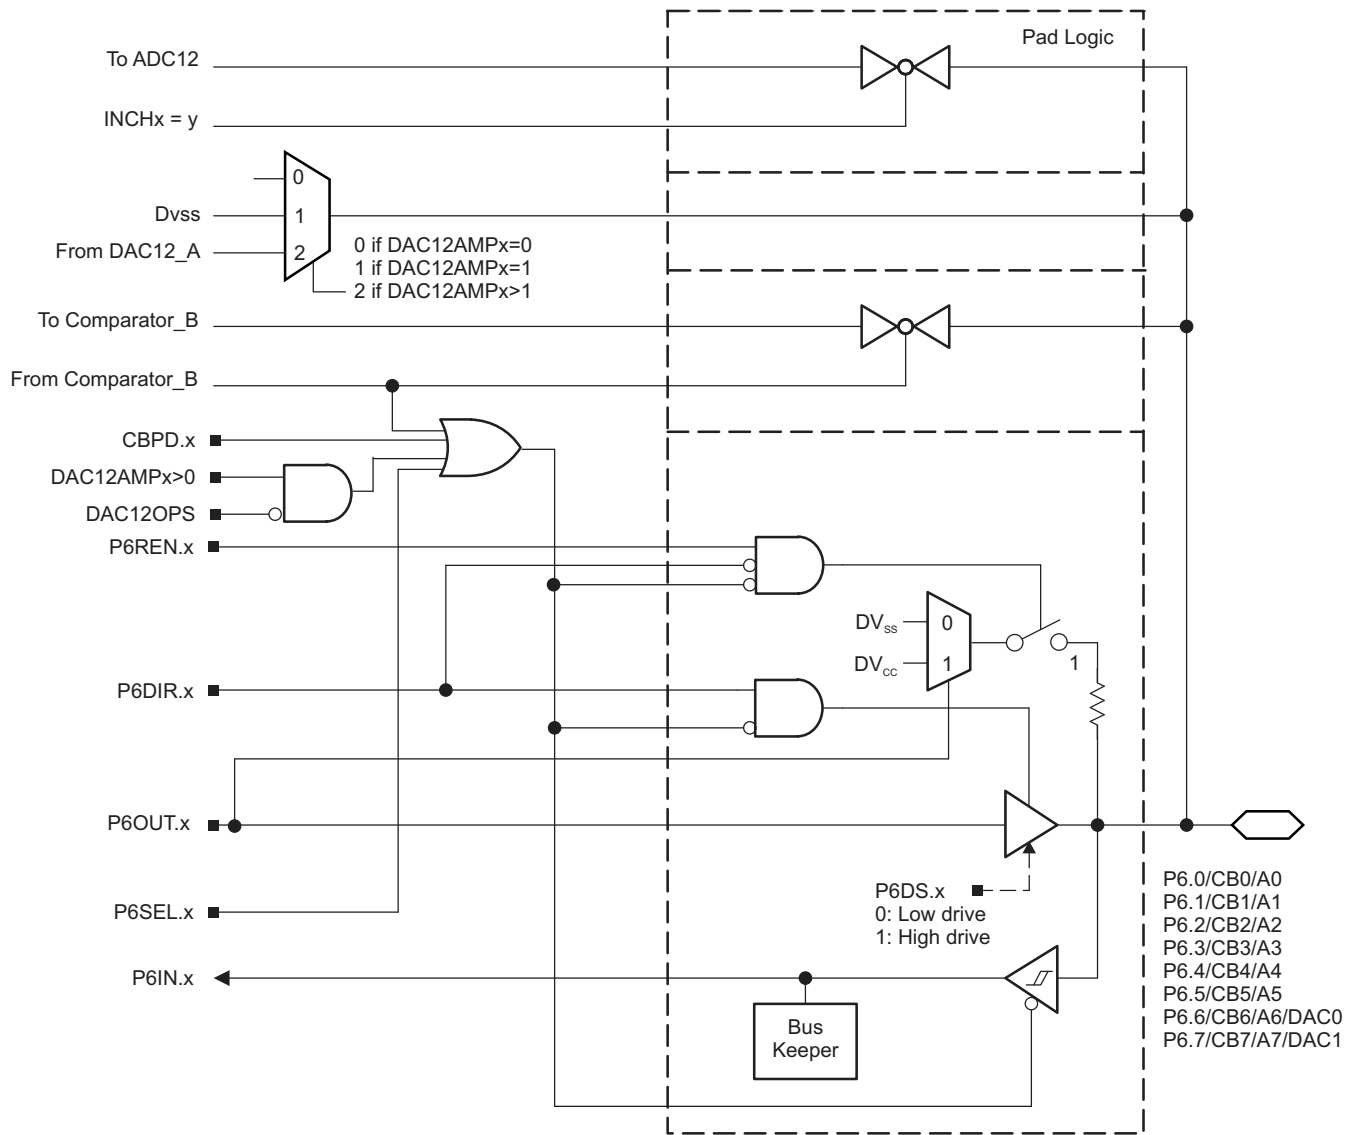 Pad Logic
To ADC12
INCHx = y
0
Dvss
1
From DAC12_A
2
0 if DAC12AMPx=0
1 if DAC12AMPx=1
2 if DAC12AMPx>1
To Comparator_B
From Comparator_B
CBPD.x
DAC12AMPx>0
DAC12OPS
P6REN.x
DVSS
0
DVCC
1
1
P6DIR.x
P6OUT.x
P6DS.x
0: Low drive
1: High drive
P6SEL.x
P6IN.x
Bus
Keeper
P6.0/CB0/A0
P6.1/CB1/A1
P6.2/CB2/A2
P6.3/CB3/A3
P6.4/CB4/A4
P6.5/CB5/A5
P6.6/CB6/A6/DAC0
P6.7/CB7/A7/DAC1